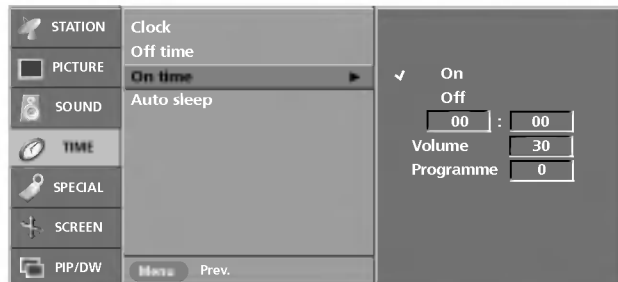 STATION
PICTURE
SOUND
TIME
SPECIAL
SCREEN
PIP/DW
Clock
Off time
On time
Auto sleep
Menu Prev.
On
Off
00 : 00
Volume 30
Programme 0